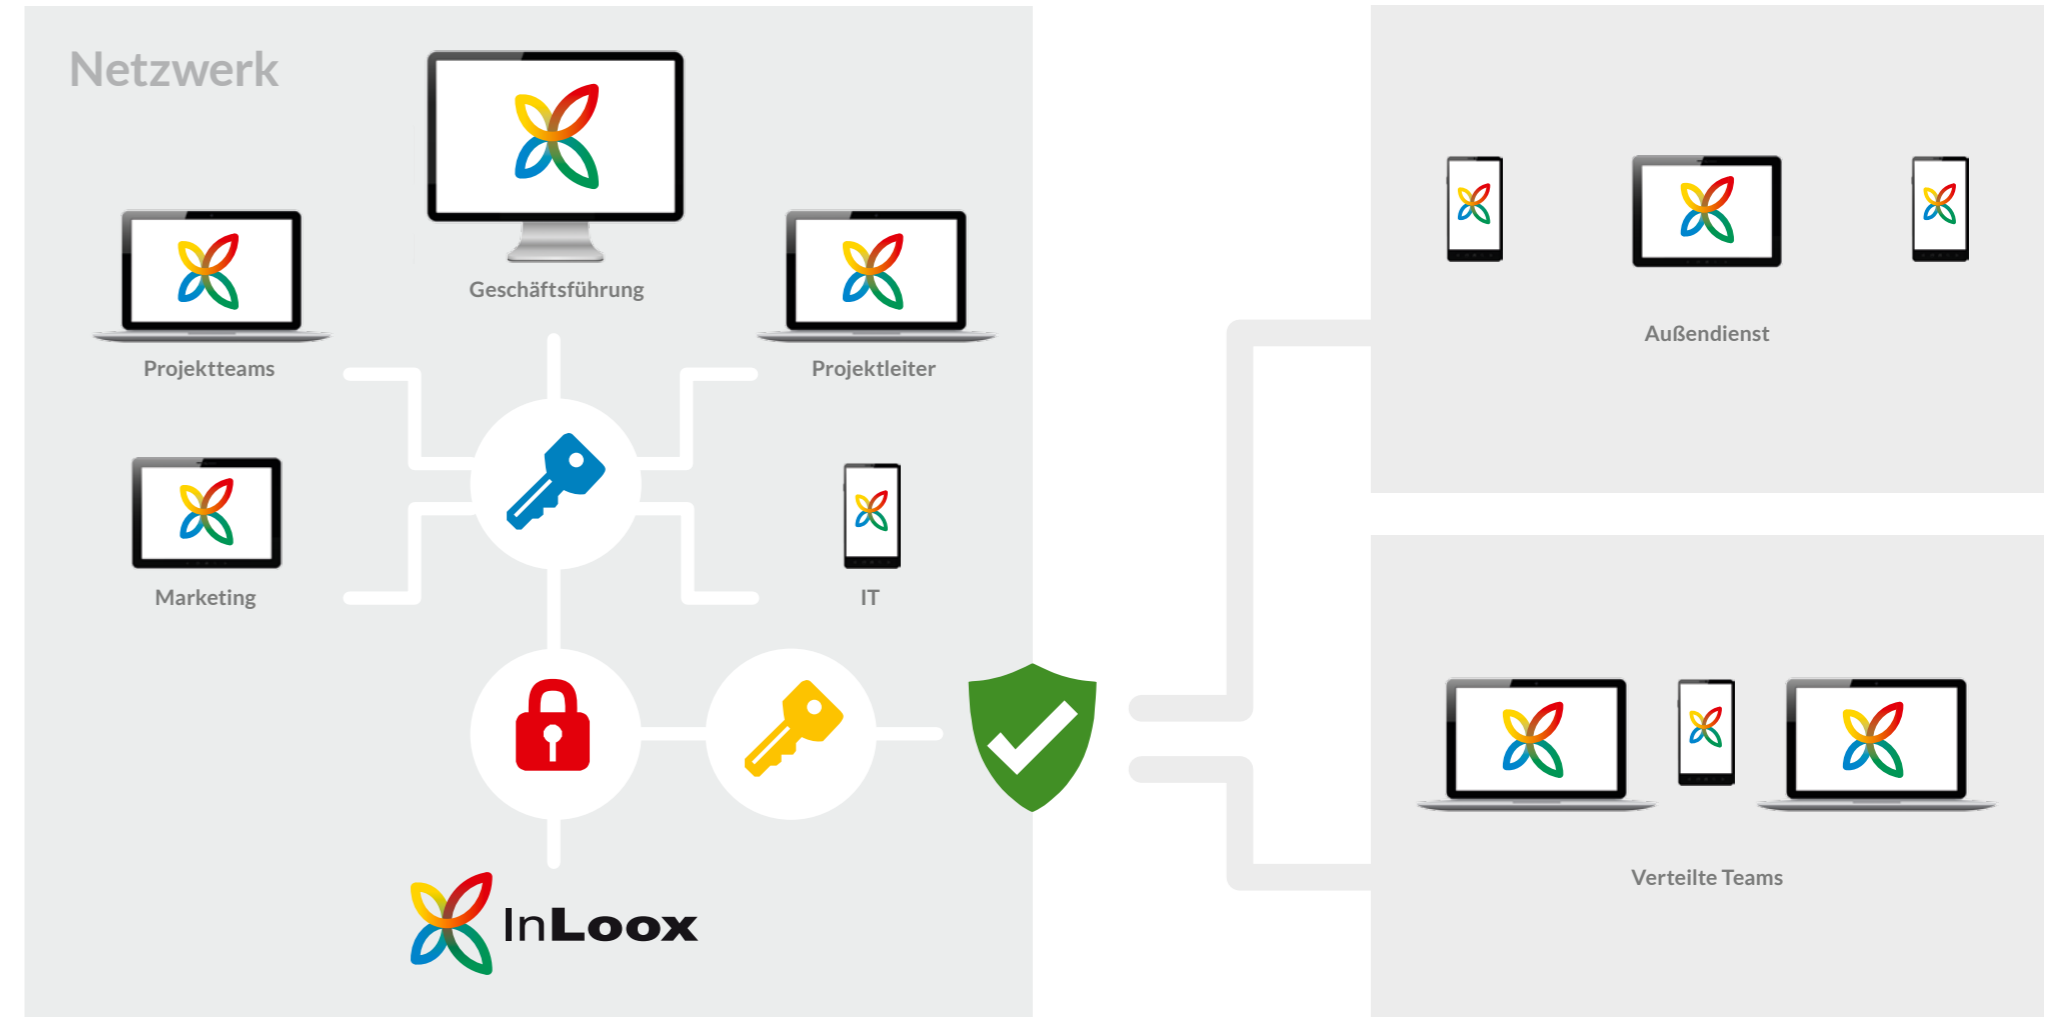 Netzwerk
Geschäftsführung
Projektteams
Projektleiter
Marketing
IT
InLoox
Außendienst
Verteilte Teams